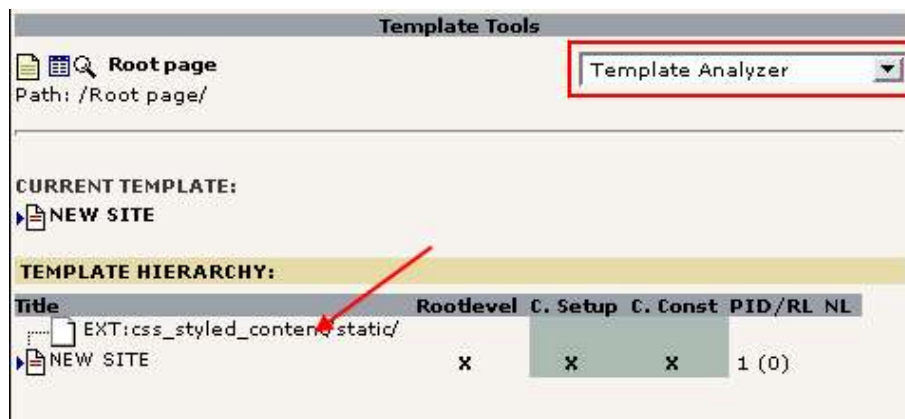 Template Tools
Root page
Template Analyzer
Path: /Root page/
CURRENT TEMPLATE:
NEW SITE
TEMPLATE HIERARCHY:
Title Rootlevel C. Setup C. Const PID/RL NL
EXT:css_styled_content/static/
NEW SITE x x x 1 (0)